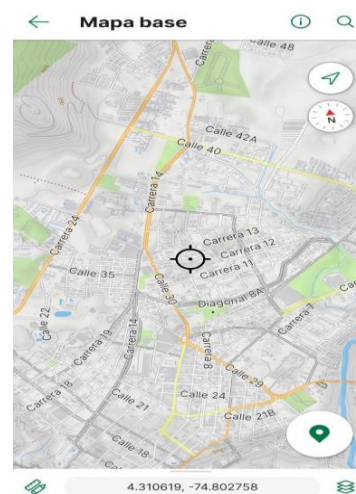 Mapa base
Calle 48
Carrera
Calle 42A
Calle 40
N
Carrera 14
Carrera 24
Carrera 13
Carrera 12
Carrera 11
Calle 35
Diagonal 8A
Carrera 7
Calle 30
Calle 22
Carrera 19
Carrera 14
Carrera 8
Calle 29
Carrera 18
Calle 24
Calle 21
Calle 21B
Calle 18
4.310619, -74.802758